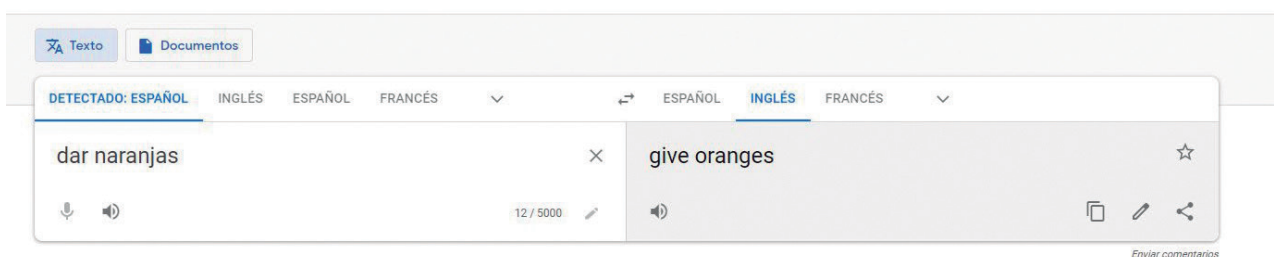 Texto Documentos
DETECTADO: ESPAÑOL INGLÉS ESPAÑOL FRANCÉS ESPAÑOL INGLÉS FRANCÉS
dar naranjas give oranges
12 / 5000
Enviar comentarios